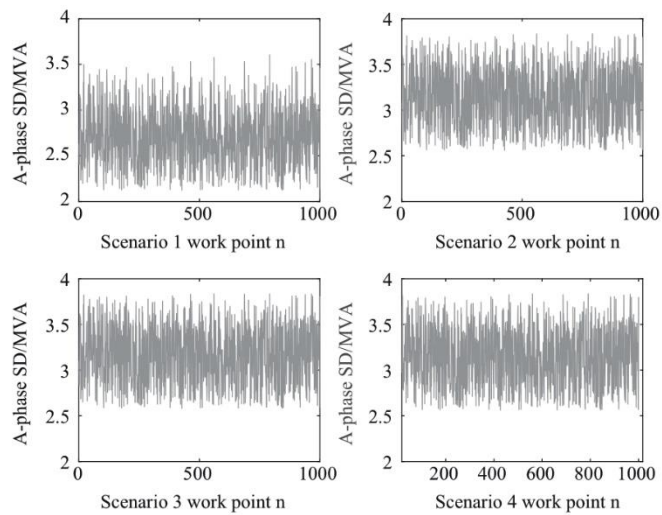 4
3.5
3
2.5
2
A-phase SD/MVA
0 500 1000
Scenario 1 work point n
4
3.5
3
2.5
2
A-phase SD/MVA
0 500 1000
Scenario 2 work point n
4
3.5
3
2.5
2
A-phase SD/MVA
0 500 1000
Scenario 3 work point n
4
3.5
3
2.5
2
A-phase SD/MVA
200 400 600 800 1000
Scenario 4 work point n